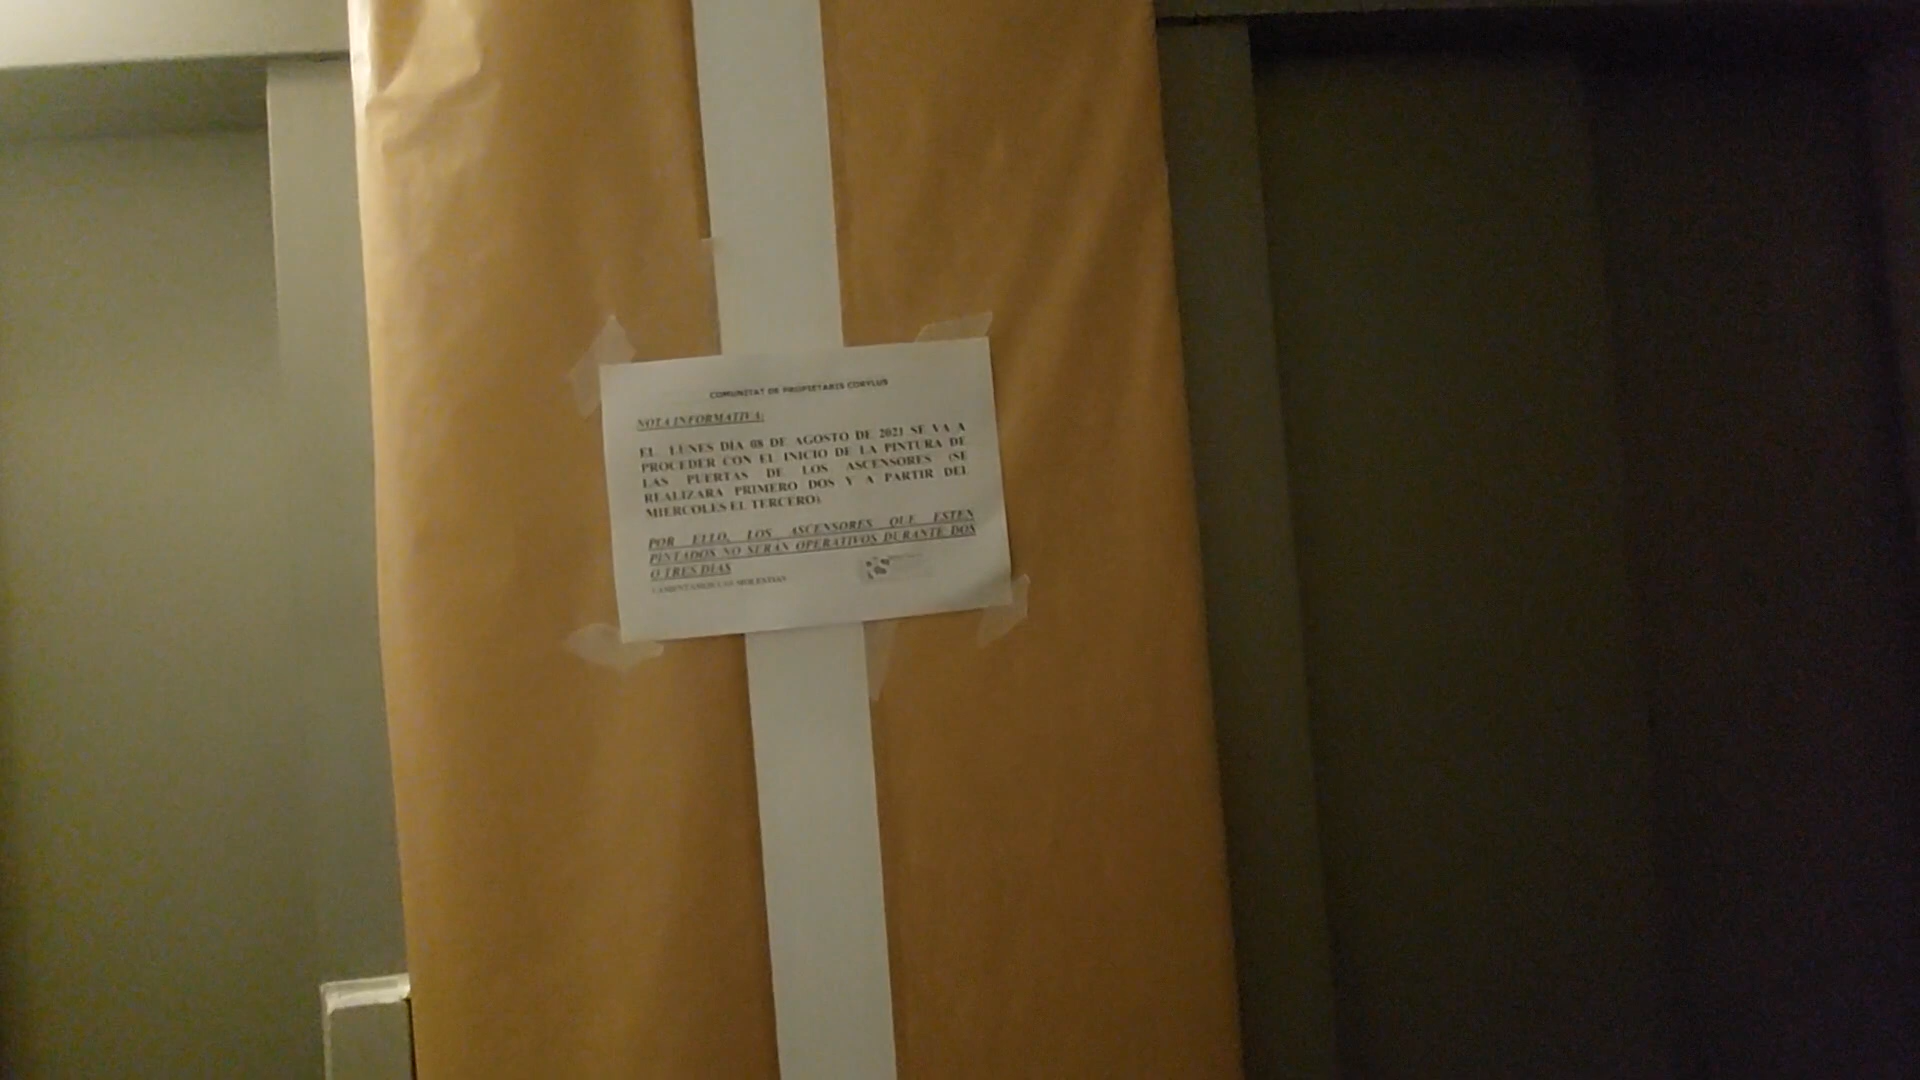 COMUNITAT DE PROPIETARIS CORYLUS
NOTA INFORMATIVA:
EL LUNES DIA 08 DE AGOSTO DE 2021 SE VA A
PROCEDER CON EL INICIO DE LA PINTURA DE
LAS PUERTAS DE LOS ASCENSORES (SE
REALIZARA PRIMERO DOS Y A PARTIR DEL
MIERCOLES EL TERCERO).
POR ELLO, LOS ASCENSORES QUE ESTEN
PINTADOS NO SERAN OPERATIVOS DURANTE DOS
O TRES DIAS
LAMENTAMOS LAS MOLESTIAS